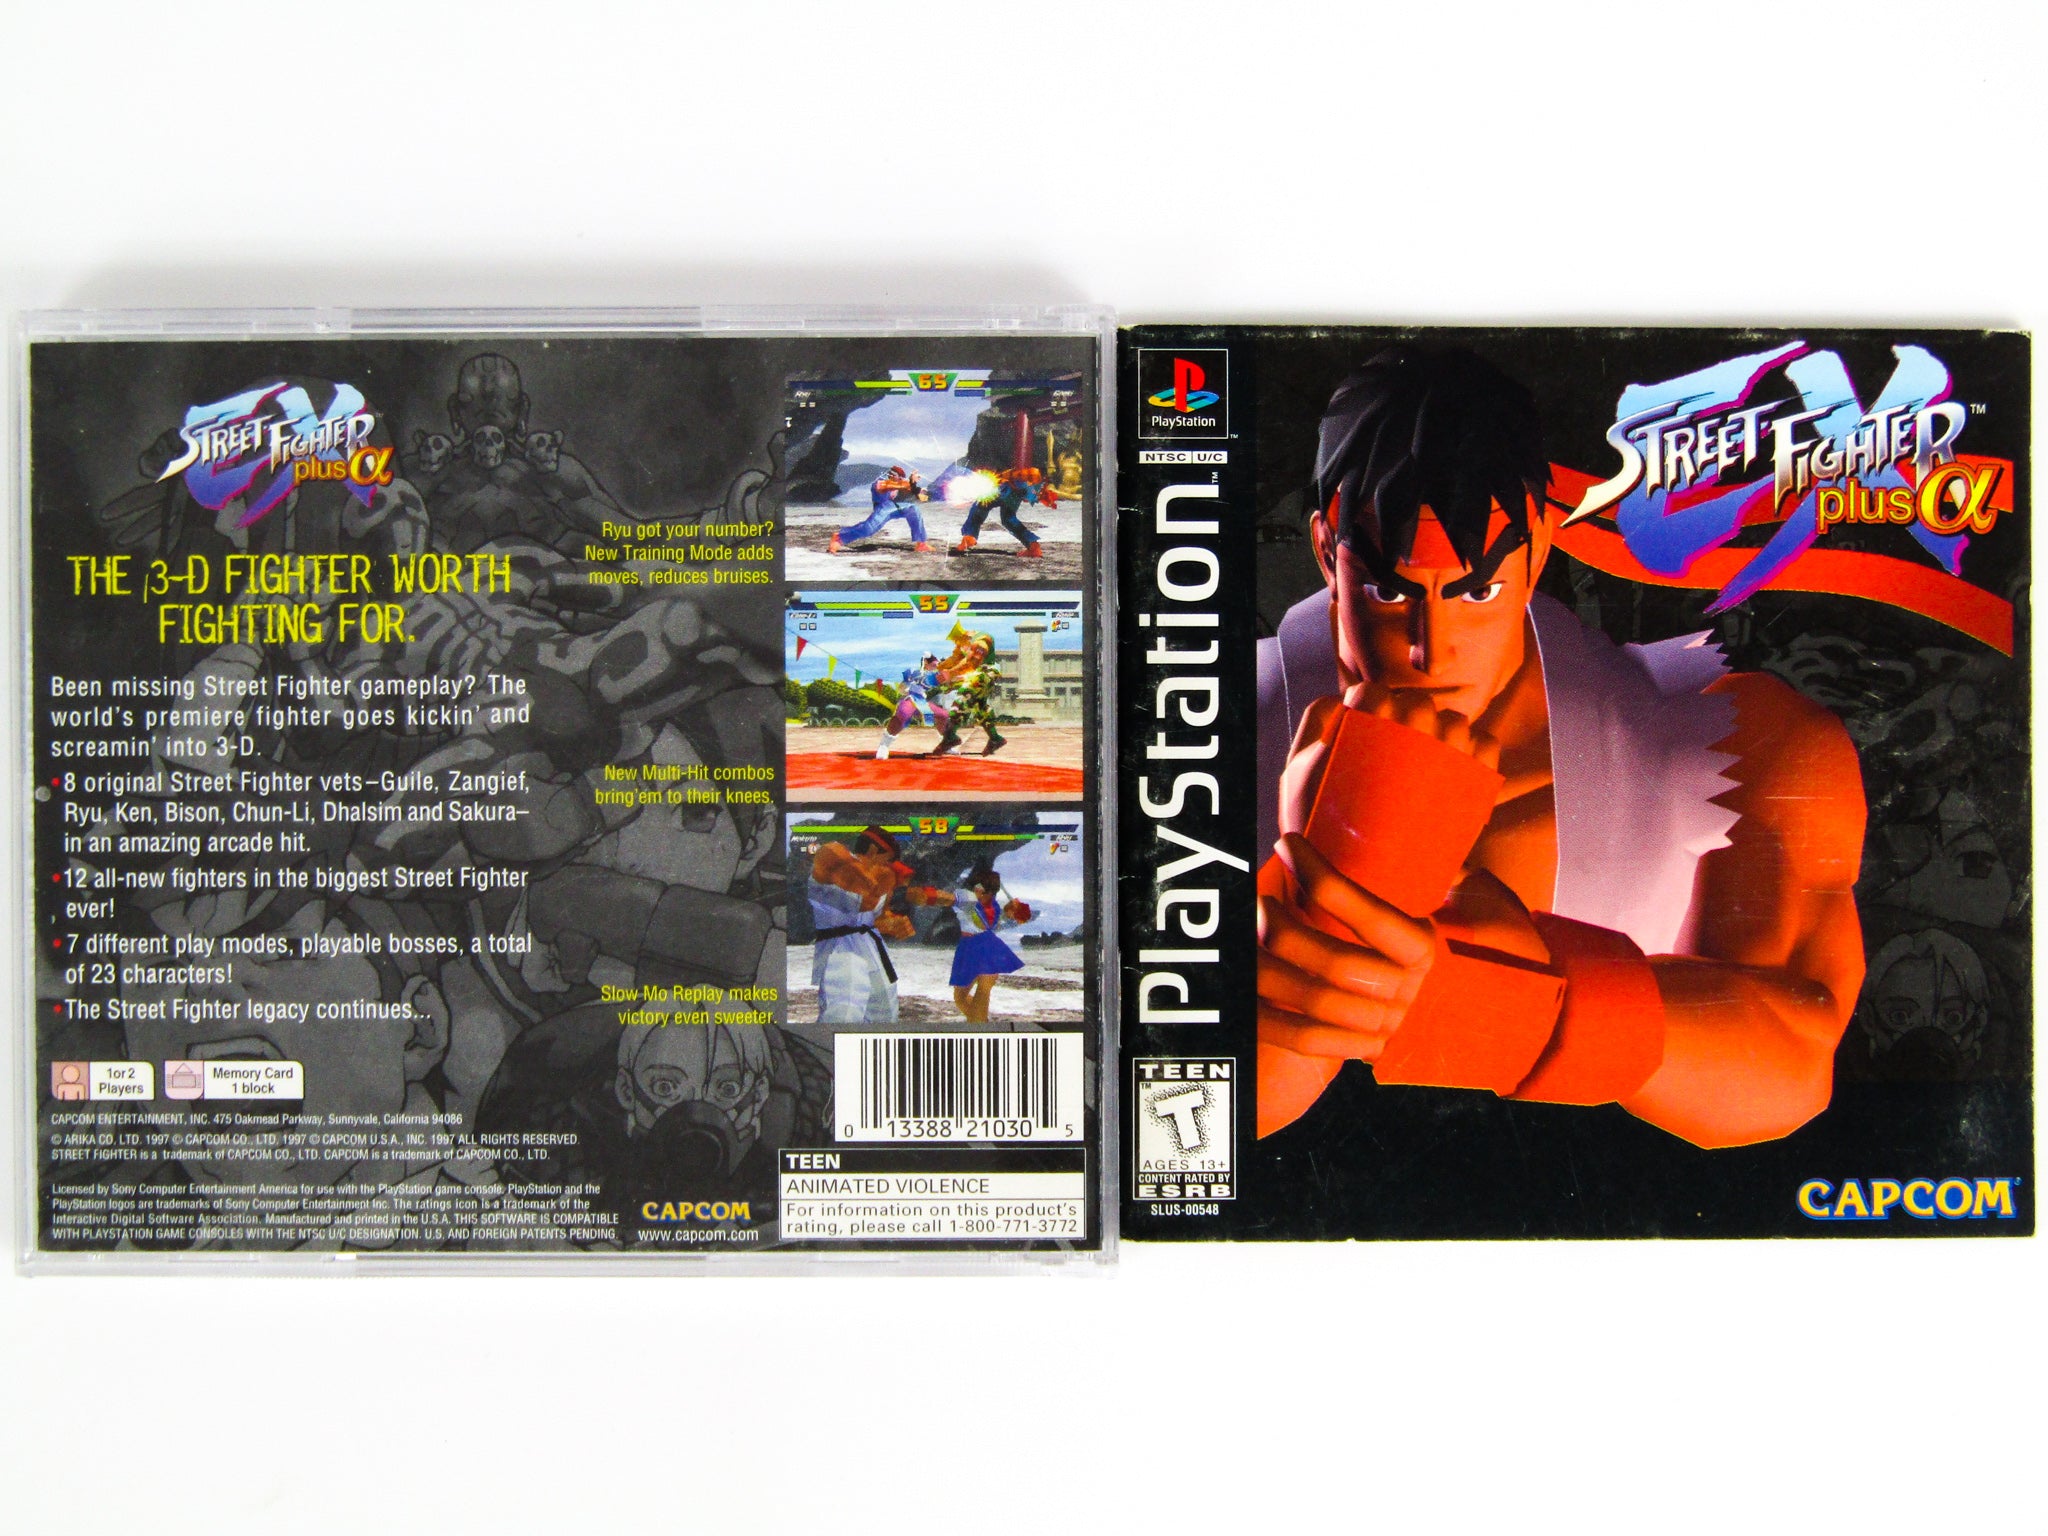 STREET FIGHTER
EX
plus α
THE 3-D FIGHTER WORTH
FIGHTING FOR.
Been missing Street Fighter gameplay? The
world's premiere fighter goes kickin' and
screamin' into 3-D.
• 8 original Street Fighter vets–Guile, Zangief,
Ryu, Ken, Bison, Chun-Li, Dhalsim and Sakura–
in an amazing arcade hit.
• 12 all-new fighters in the biggest Street Fighter
ever!
• 7 different play modes, playable bosses, a total
of 23 characters!
• The Street Fighter legacy continues...
1 or 2
Players
Memory Card
1 block
CAPCOM ENTERTAINMENT, INC. 475 Oakmead Parkway, Sunnyvale, California 94086
© ARIKA CO. LTD. 1997 © CAPCOM CO., LTD. 1997 © CAPCOM U.S.A., INC. 1997 ALL RIGHTS RESERVED.
STREET FIGHTER is a trademark of CAPCOM CO., LTD. CAPCOM is a trademark of CAPCOM CO., LTD.
Licensed by Sony Computer Entertainment America for use with the PlayStation game console. PlayStation and the
PlayStation logos are trademarks of Sony Computer Entertainment Inc. The ratings icon is a trademark of the
Interactive Digital Software Association. Manufactured and printed in the U.S.A. THIS SOFTWARE IS COMPATIBLE
WITH PLAYSTATION GAME CONSOLES WITH THE NTSC U/C DESIGNATION. U.S. AND FOREIGN PATENTS PENDING.
65
Ryu got your number?
New Training Mode adds
moves, reduces bruises.
55
New Multi-Hit combos
bring'em to their knees.
58
Slow Mo Replay makes
victory even sweeter.
0 13388 21030 5
CAPCOM
www.capcom.com
TEEN
ANIMATED VIOLENCE
For information on this product's
rating, please call 1-800-771-3772
PlayStation
™
NTSC U/C
PlayStation™
TEEN
™
T
AGES 13+
CONTENT RATED BY
ESRB
SLUS-00548
STREET FIGHTER™
EX
plus α
CAPCOM